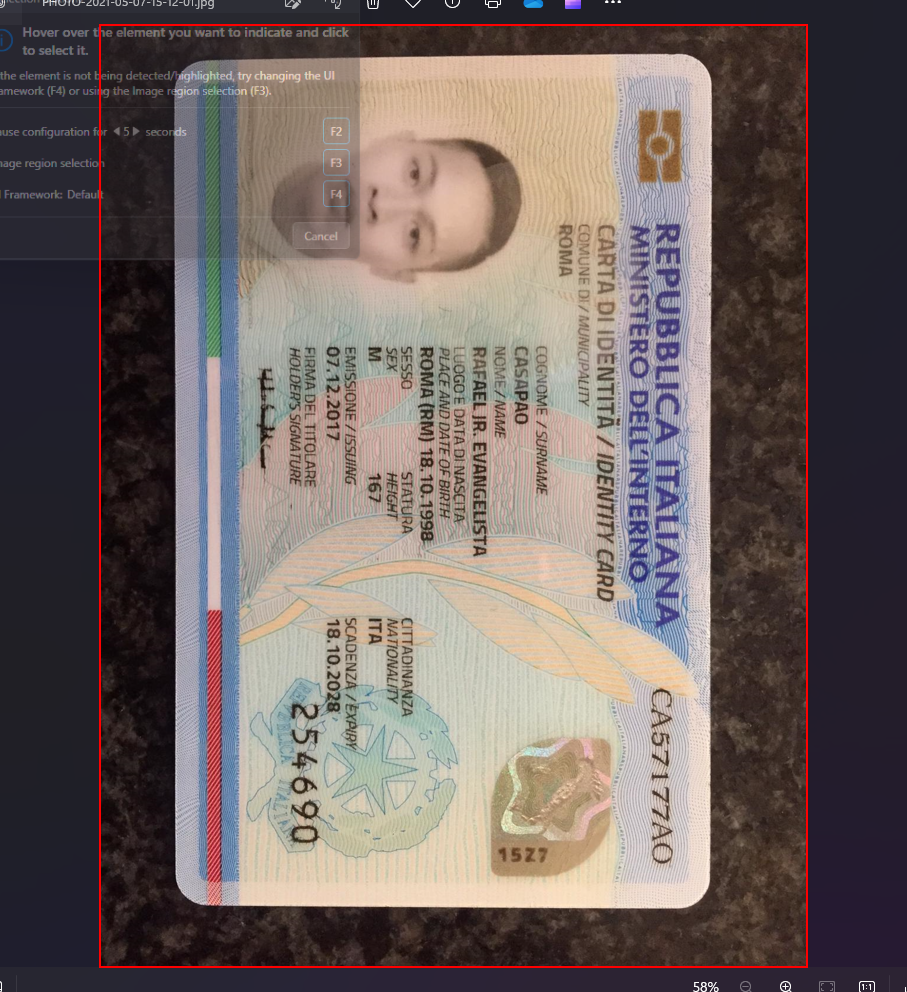 PHOTO-2021-05-07-15-12-01.jpg
Hover over the element you want to indicate and click
to select it.
the element is not being detected/highlighted, try changing the UI
amework (F4) or using the Image region selection (F3).
ause configuration for 5 seconds F2
region selection F3
Framework: Default F4
Cancel
REPUBBLICA ITALIANA
CA57177AO
MINISTERO DELL'INTERNO
CARTA DI IDENTITÀ / IDENTITY CARD
COMUNE DI / MUNICIPALITY
ROMA
COGNOME / SURNAME
CASAPAO
NOME / NAME
RAFAEL JR. EVANGELISTA
LUOGO E DATA DI NASCITA
PLACE AND DATE OF BIRTH
ROMA (RM) 18.10.1998
SESSO STATURA CITTADINANZA
SEX HEIGHT NATIONALITY
M 167 ITA
EMISSIONE / ISSUING SCADENZA / EXPIRY
07.12.2017 18.10.2028
FIRMA DEL TITOLARE
HOLDER'S SIGNATURE
254690
15Z7
58%
1:1